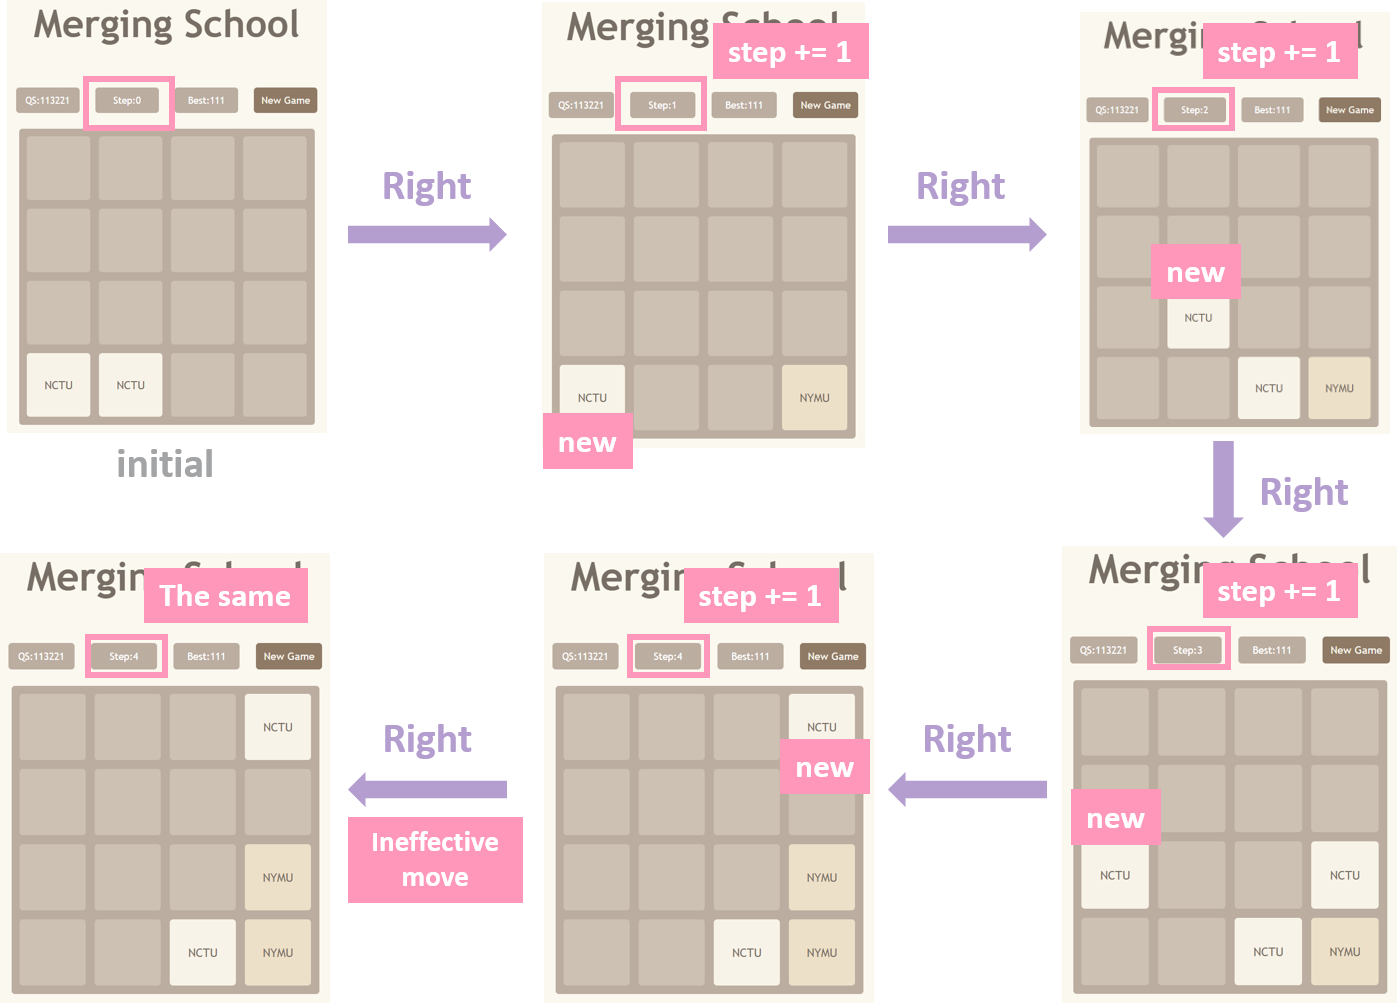 Merging School
QS:113221 Step:0 Best:111 New Game
NCTU NCTU
initial
Right
Merging Sc
step += 1
QS:113221 Step:1 Best:111 New Game
NCTU NYMU
new
Right
Mergi l
step += 1
QS:113221 Step:2 Best:111 New Game
new
NCTU
NCTU NYMU
Right
Merging School
step += 1
QS:113221 Step:3 Best:111 New Game
new
NCTU NCTU
NCTU NYMU
Right
Mergin l
step += 1
QS:113221 Step:4 Best:111 New Game
NCTU
new
NYMU
NCTU NYMU
Right
Ineffective
move
Mergin
The same
QS:113221 Step:4 Best:111 New Game
NCTU
NYMU
NCTU NYMU